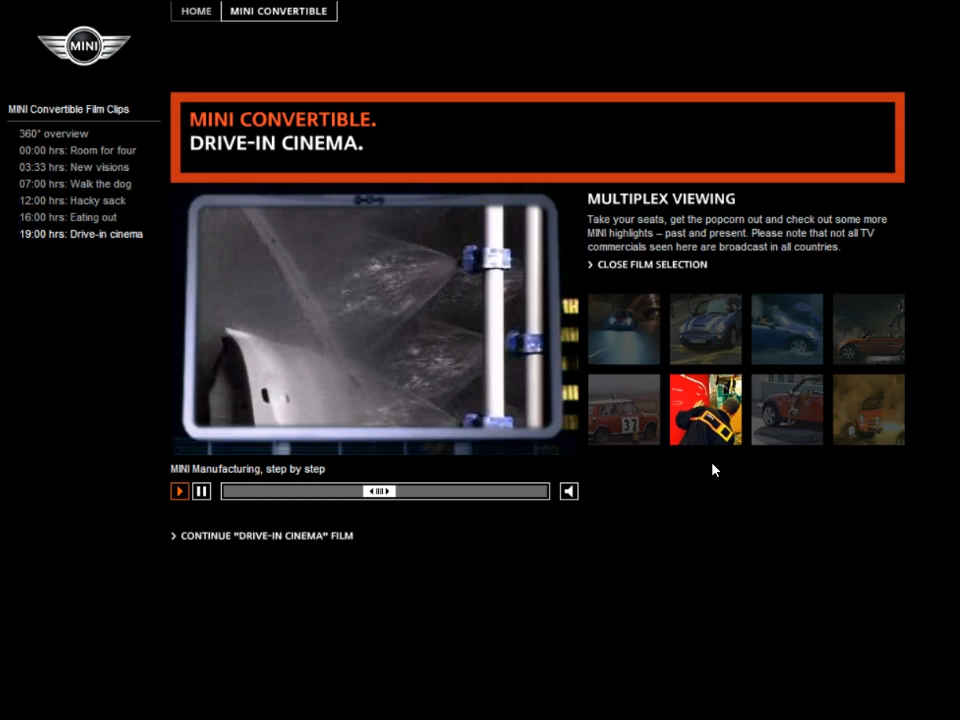 HOME
MINI CONVERTIBLE
MINI
MINI Convertible Film Clips
360° overview
00:00 hrs: Room for four
03:33 hrs: New visions
07:00 hrs: Walk the dog
12:00 hrs: Hacky sack
16:00 hrs: Eating out
19:00 hrs: Drive-in cinema
MINI CONVERTIBLE.
DRIVE-IN CINEMA.
MULTIPLEX VIEWING
Take your seats, get the popcorn out and check out some more
MINI highlights – past and present. Please note that not all TV
commercials seen here are broadcast in all countries.
CLOSE FILM SELECTION
37
MINI Manufacturing, step by step
CONTINUE "DRIVE-IN CINEMA" FILM